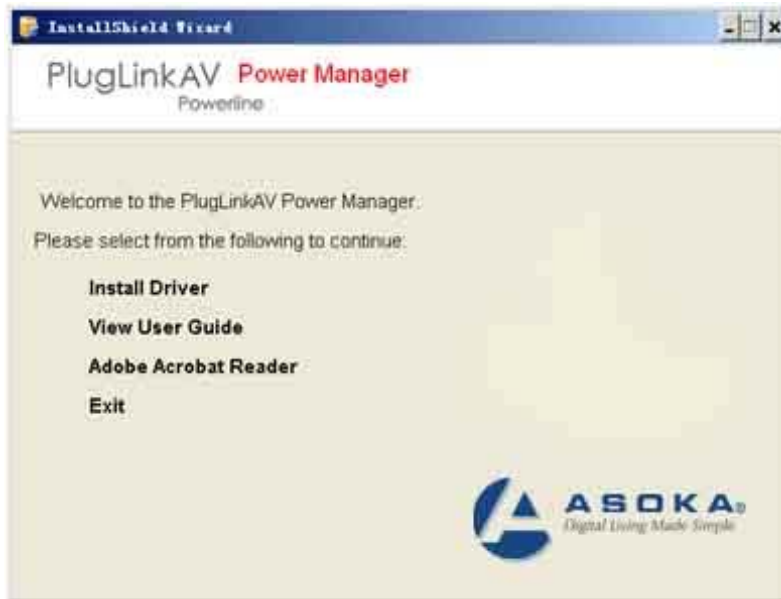 InstallShield Wizard
PlugLinkAV Power Manager
Powerline
Welcome to the PlugLinkAV Power Manager.
Please select from the following to continue:
Install Driver
View User Guide
Adobe Acrobat Reader
Exit
ASOKA®
Digital Living Made Simple